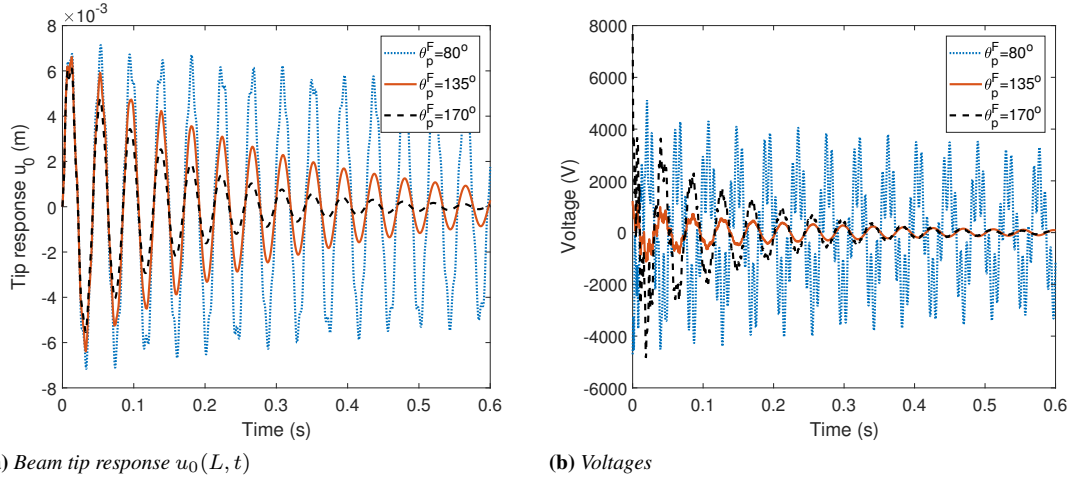 ×10⁻³
8
6
4
2
0
-2
-4
-6
-8
Tip response u₀ (m)
0 0.1 0.2 0.3 0.4 0.5 0.6
Time (s)
θₚᶠ=80°
θₚᶠ=135°
θₚᶠ=170°
) Beam tip response u₀(L, t)
8000
6000
4000
2000
0
-2000
-4000
-6000
Voltage (V)
0 0.1 0.2 0.3 0.4 0.5 0.6
Time (s)
θₚᶠ=80°
θₚᶠ=135°
θₚᶠ=170°
(b) Voltages